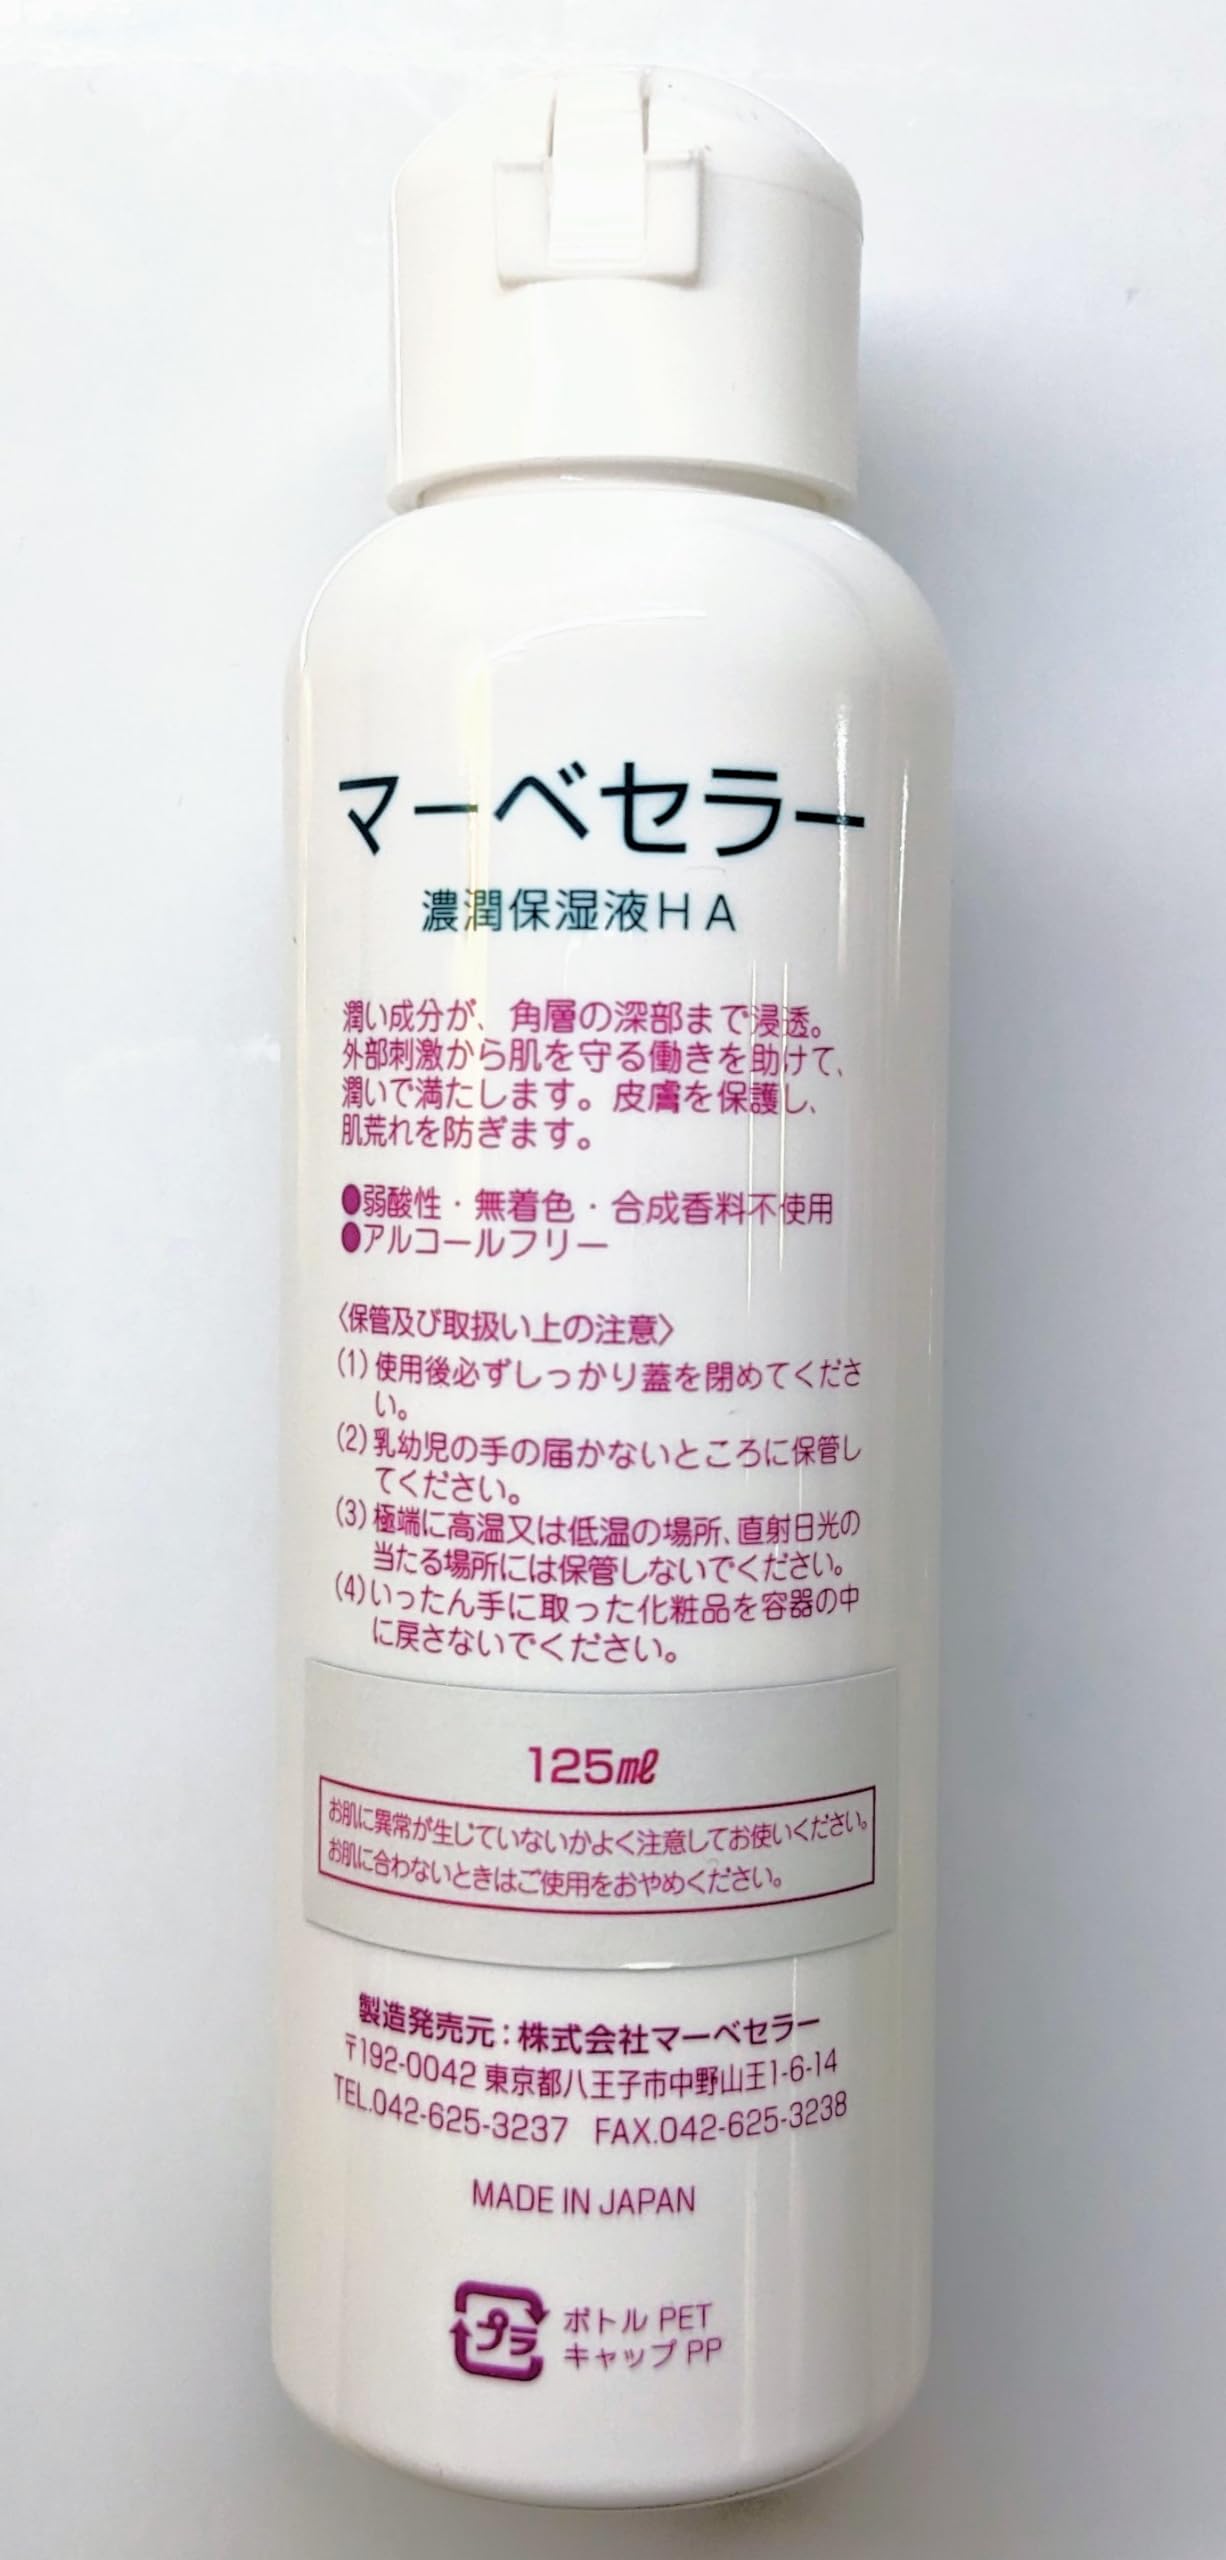 マーベセラー
濃潤保湿液HA
潤い成分が、角層の深部まで浸透。
外部刺激から肌を守る働きを助けて、
潤いで満たします。皮膚を保護し、
肌荒れを防ぎます。
●弱酸性・無着色・合成香料不使用
●アルコールフリー
〈保管及び取扱い上の注意〉
(1)使用後必ずしっかり蓋を閉めてくださ
い。
(2)乳幼児の手の届かないところに保管し
てください。
(3)極端に高温又は低温の場所、直射日光の
当たる場所には保管しないでください。
(4)いったん手に取った化粧品を容器の中
に戻さないでください。
125㎖
お肌に異常が生じていないかよく注意してお使いください。
お肌に合わないときはご使用をおやめください。
製造発売元:株式会社マーベセラー
〒192-0042 東京都八王子市中野山王1-6-14
TEL.042-625-3237 FAX.042-625-3238
MADE IN JAPAN
プラ ボトル PET
キャップ PP